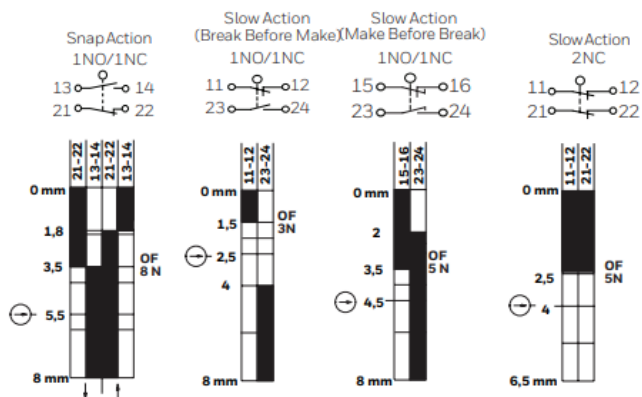 Snap Action
1NO/1NC
13 14
21 22
21-22
13-14
21-22
13-14
0 mm
1,8
3,5
5,5
8 mm
OF
8 N
Slow Action
(Break Before Make)
1NO/1NC
11 12
23 24
11-12
23-24
0 mm
1,5
2,5
4
8 mm
OF
3N
Slow Action
(Make Before Break)
1NO/1NC
15 16
23 24
15-16
23-24
0 mm
2
3,5
4,5
8 mm
OF
5 N
Slow Action
2NC
11 12
21 22
11-12
21-22
0 mm
2,5
4
6,5 mm
OF
5N